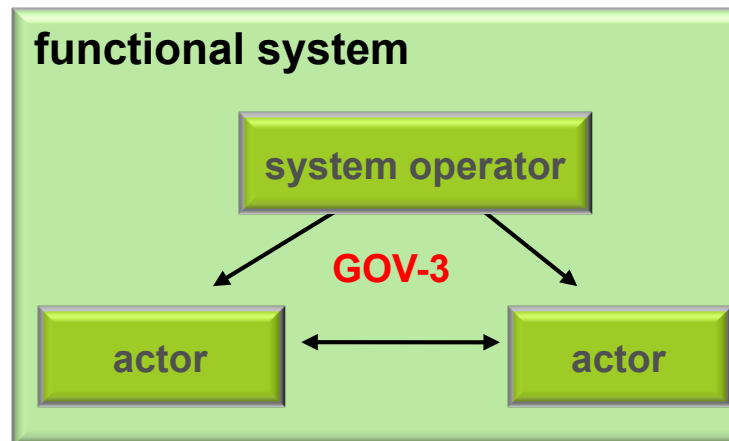 functional system
system operator
GOV-3
actor
actor